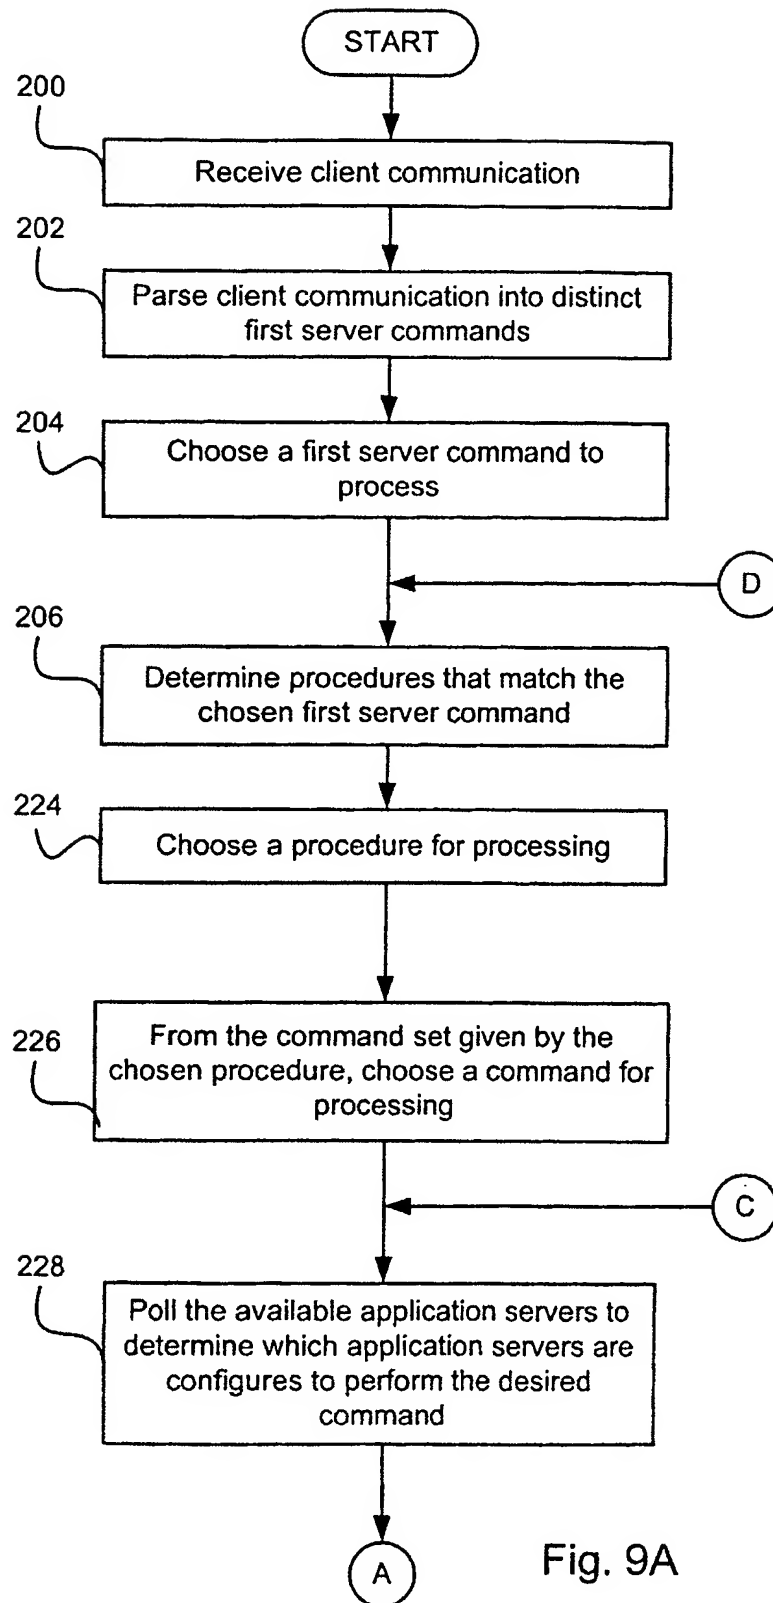 START
200
Receive client communication
202
Parse client communication into distinct
first server commands
204
Choose a first server command to
process
D
206
Determine procedures that match the
chosen first server command
224
Choose a procedure for processing
226
From the command set given by the
chosen procedure, choose a command for
processing
C
228
Poll the available application servers to
determine which application servers are
configures to perform the desired
command
A
Fig. 9A